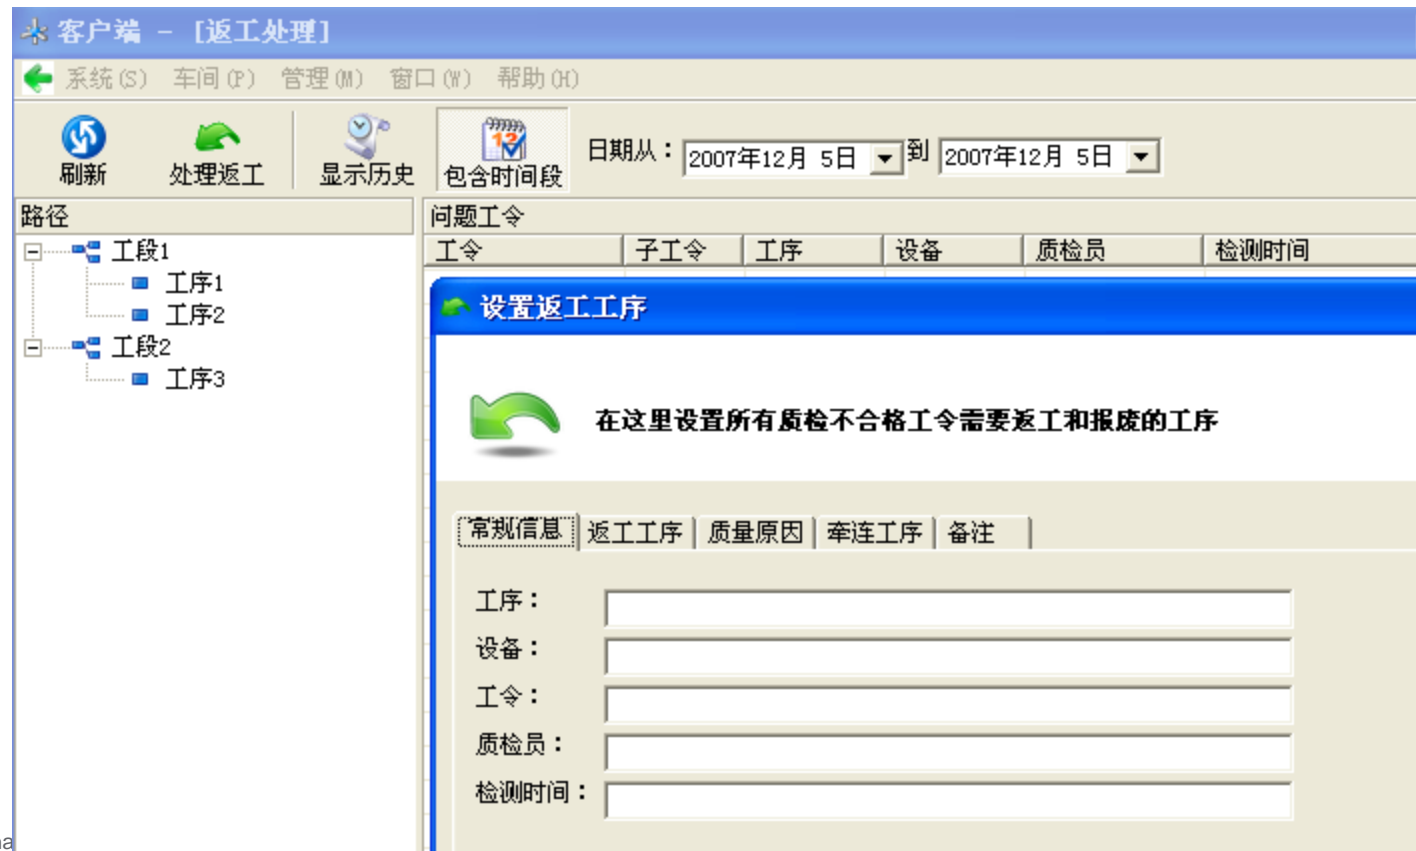 客户端 - [返工处理]
系统(S) 车间(P) 管理(M) 窗口(W) 帮助(H)
刷新 处理返工 显示历史 包含时间段 日期从： 2007年12月 5日 到 2007年12月 5日
路径 问题工令
工令 子工令 工序 设备 质检员 检测时间
工段1
工序1
工序2
工段2
工序3
设置返工工序
在这里设置所有质检不合格工令需要返工和报废的工序
常规信息 返工工序 质量原因 牵连工序 备注
工序：
设备：
工令：
质检员：
检测时间：